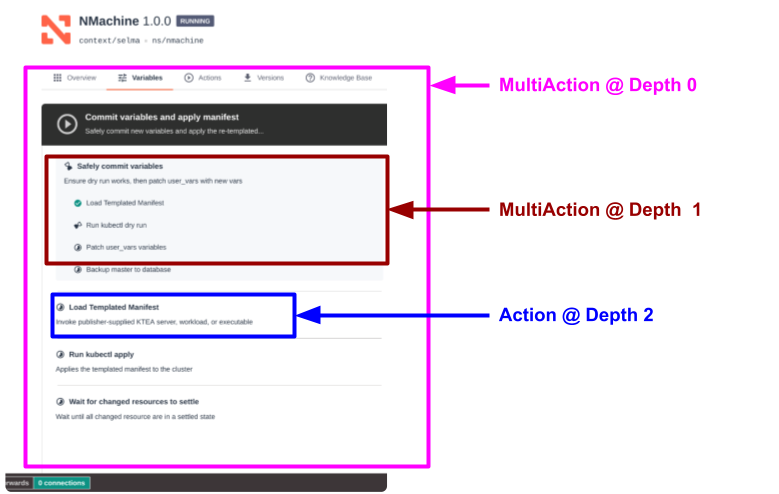 NMachine 1.0.0 RUNNING
context/selma - ns/nmachine
Overview Variables Actions Versions Knowledge Base
MultiAction @ Depth 0
Commit variables and apply manifest
Safely commit new variables and apply the re-templated...
Safely commit variables
Ensure dry run works, then patch user_vars with new vars
Load Templated Manifest
MultiAction @ Depth 1
Run kubectl dry run
Patch user_vars variables
Backup master to database
Load Templated Manifest
Action @ Depth 2
Invoke publisher-supplied KTEA server, workload, or executable
Run kubectl apply
Applies the templated manifest to the cluster
Wait for changed resources to settle
Wait until all changed resource are in a settled state
rwards 0 connections